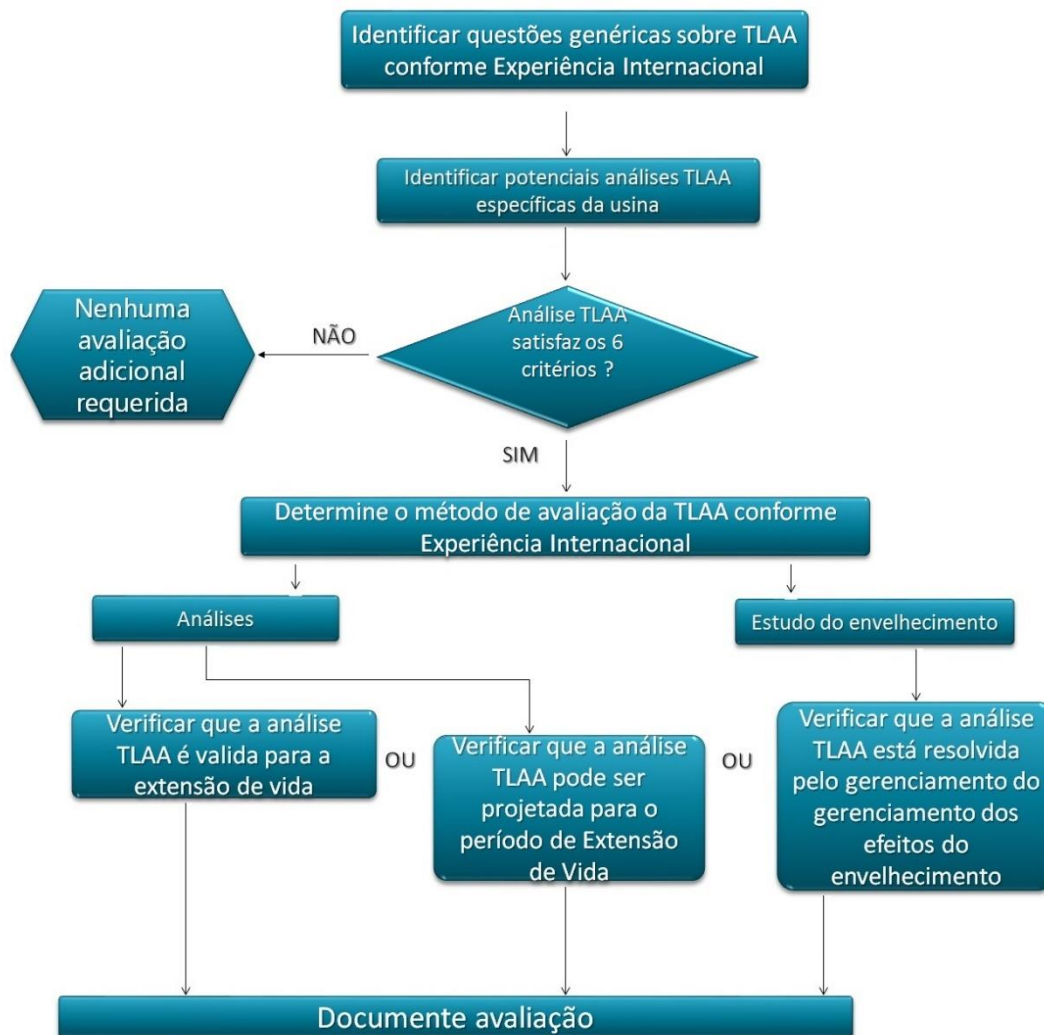 Identificar questões genéricas sobre TLAA
conforme Experiência Internacional
Identificar potenciais análises TLAA
específicas da usina
Análise TLAA
satisfaz os 6
critérios ?
NÃO
Nenhuma
avaliação
adicional
requerida
SIM
Determine o método de avaliação da TLAA conforme
Experiência Internacional
Análises
Estudo do envelhecimento
Verificar que a análise
TLAA é valida para a
extensão de vida
OU
Verificar que a análise
TLAA pode ser
projetada para o
período de Extensão
de Vida
OU
Verificar que a análise
TLAA está resolvida
pelo gerenciamento do
gerenciamento dos
efeitos do
envelhecimento
Documente avaliação